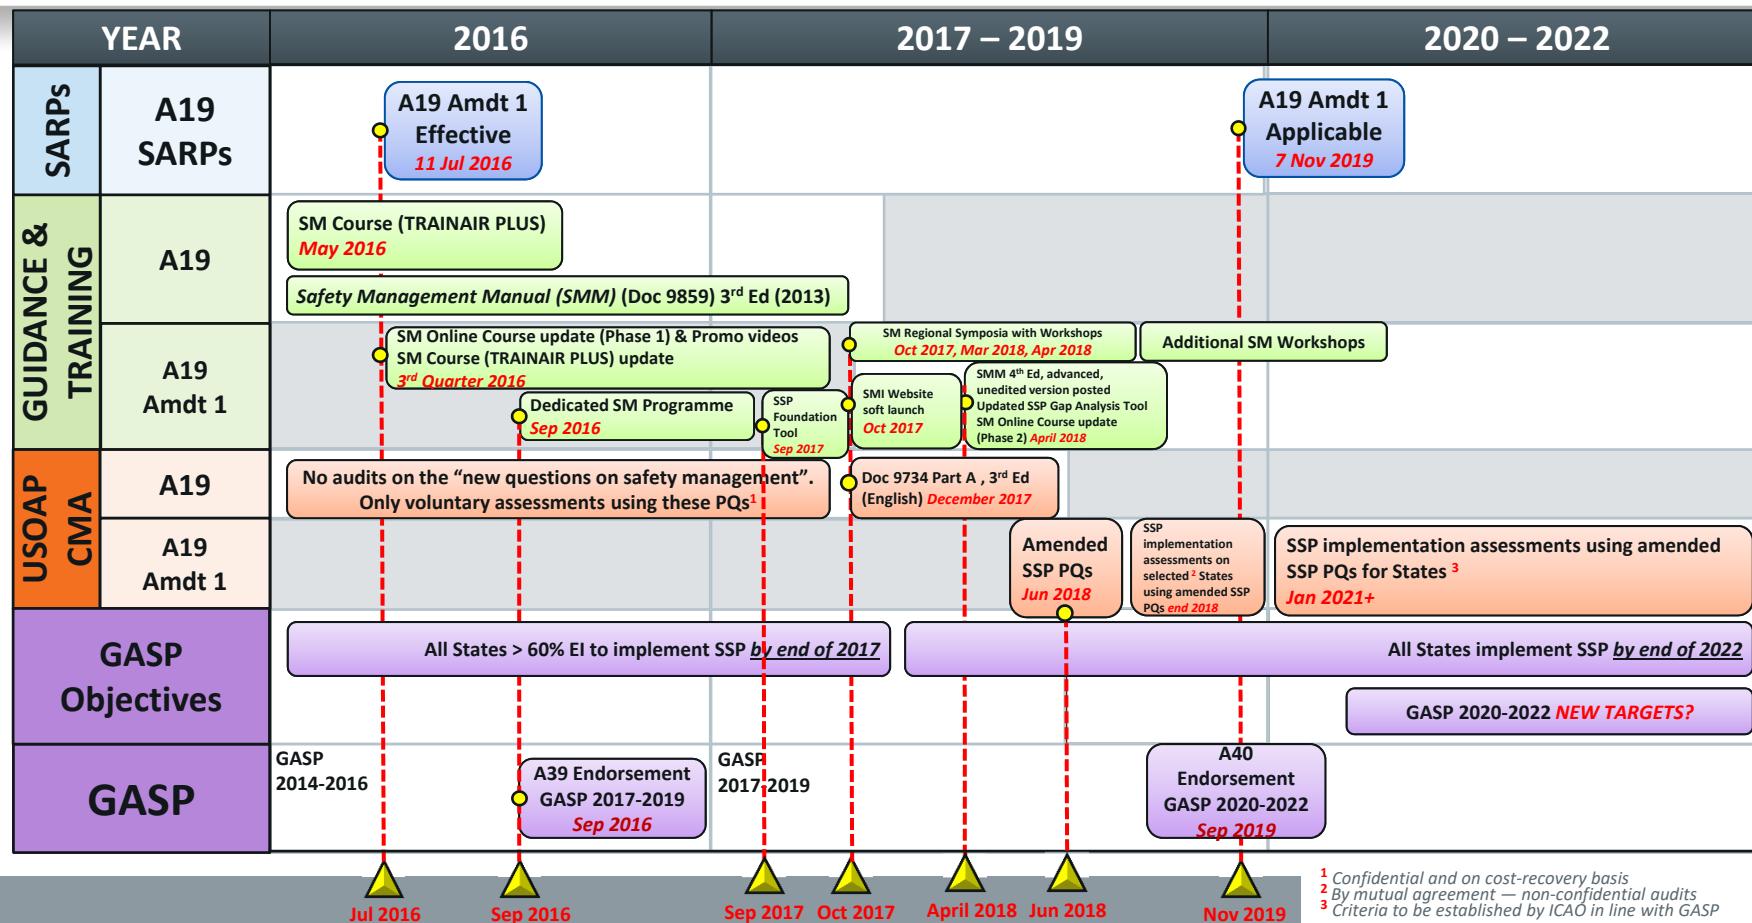 YEAR
2016
2017 – 2019
2020 – 2022
SARPs
A19
SARPs
A19 Amdt 1
Effective
11 Jul 2016
A19 Amdt 1
Applicable
7 Nov 2019
GUIDANCE &
TRAINING
A19
SM Course (TRAINAIR PLUS)
May 2016
Safety Management Manual (SMM) (Doc 9859) 3rd Ed (2013)
A19
Amdt 1
SM Online Course update (Phase 1) & Promo videos
SM Course (TRAINAIR PLUS) update
3rd Quarter 2016
SM Regional Symposia with Workshops
Oct 2017, Mar 2018, Apr 2018
Additional SM Workshops
Dedicated SM Programme
Sep 2016
SSP
Foundation
Tool
Sep 2017
SMI Website
soft launch
Oct 2017
SMM 4th Ed, advanced,
unedited version posted
Updated SSP Gap Analysis Tool
SM Online Course update
(Phase 2) April 2018
USOAP
CMA
A19
No audits on the “new questions on safety management”.
Only voluntary assessments using these PQs1
Doc 9734 Part A , 3rd Ed
(English) December 2017
A19
Amdt 1
Amended
SSP PQs
Jun 2018
SSP
implementation
assessments on
selected 2 States
using amended SSP
PQs end 2018
SSP implementation assessments using amended
SSP PQs for States 3
Jan 2021+
GASP
Objectives
All States > 60% EI to implement SSP by end of 2017
All States implement SSP by end of 2022
GASP 2020-2022 NEW TARGETS?
GASP
GASP
2014-2016
A39 Endorsement
GASP 2017-2019
Sep 2016
GASP
2017-2019
A40
Endorsement
GASP 2020-2022
Sep 2019
Jul 2016
Sep 2016
Sep 2017
Oct 2017
April 2018
Jun 2018
Nov 2019
1 Confidential and on cost-recovery basis
2 By mutual agreement — non-confidential audits
3 Criteria to be established by ICAO in line with GASP